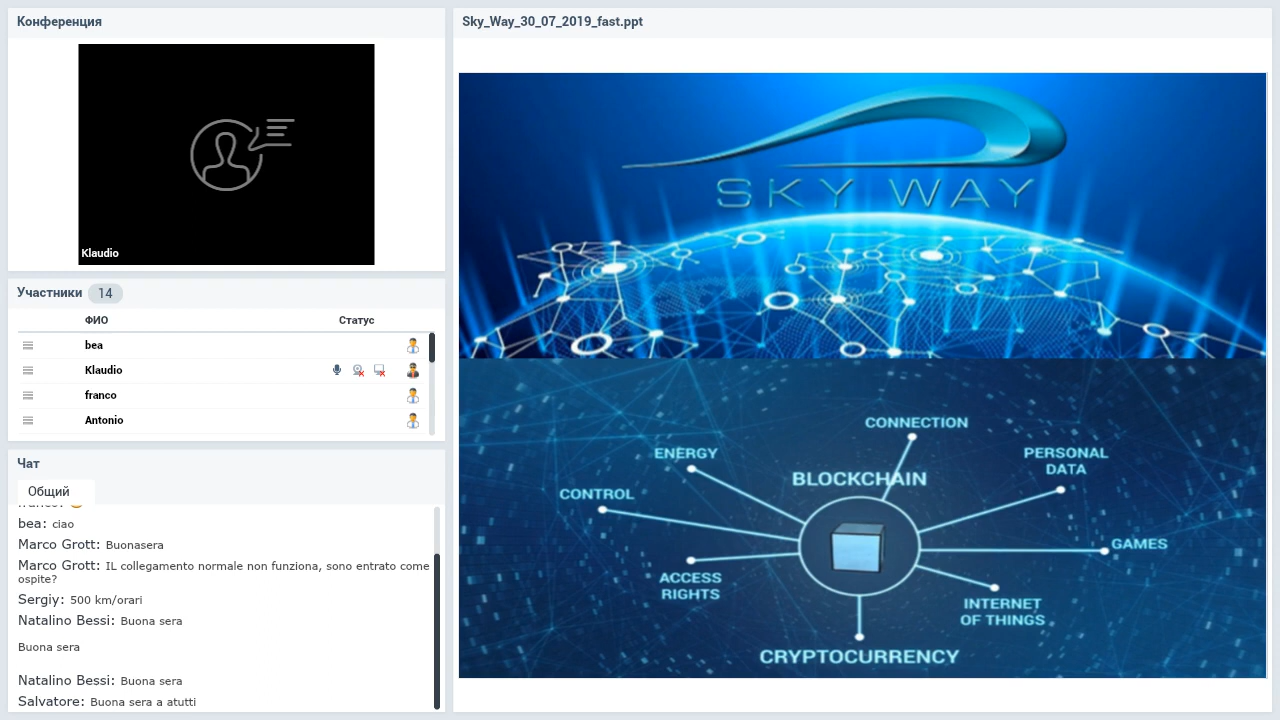 Конференция
Klaudio
Участники 14
ФИО Статус
bea
Klaudio
franco
Antonio
Чат
Общий
bea: ciao
Marco Grott: Buonasera
Marco Grott: IL collegamento normale non funziona, sono entrato come
ospite?
Sergiy: 500 km/orari
Natalino Bessi: Buona sera
Buona sera
Natalino Bessi: Buona sera
Salvatore: Buona sera a atutti
Sky_Way_30_07_2019_fast.ppt
SKY WAY
CONNECTION
ENERGY
PERSONAL
DATA
BLOCKCHAIN
CONTROL
GAMES
ACCESS
RIGHTS
INTERNET
OF THINGS
CRYPTOCURRENCY